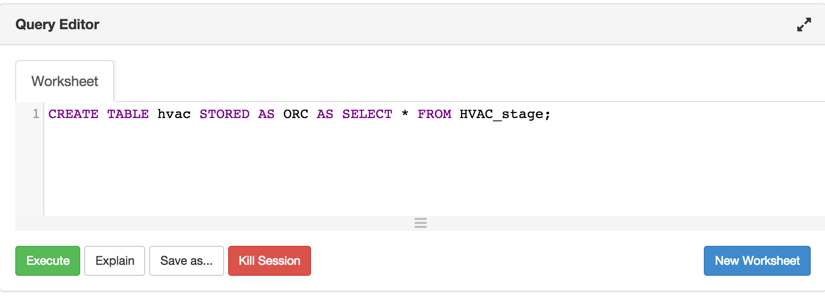 Query Editor
Worksheet
1 CREATE TABLE hvac STORED AS ORC AS SELECT * FROM HVAC_stage;
Execute Explain Save as... Kill Session New Worksheet